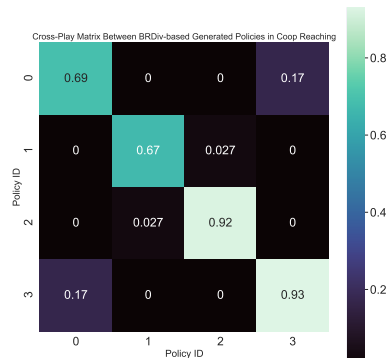 Cross-Play Matrix Between BRDiv-based Generated Policies in Coop Reaching
0 0.69 0 0 0.17
1 0 0.67 0.027 0
2 0 0.027 0.92 0
3 0.17 0 0 0.93
0 1 2 3
Policy ID
Policy ID
0.8
0.6
0.4
0.2